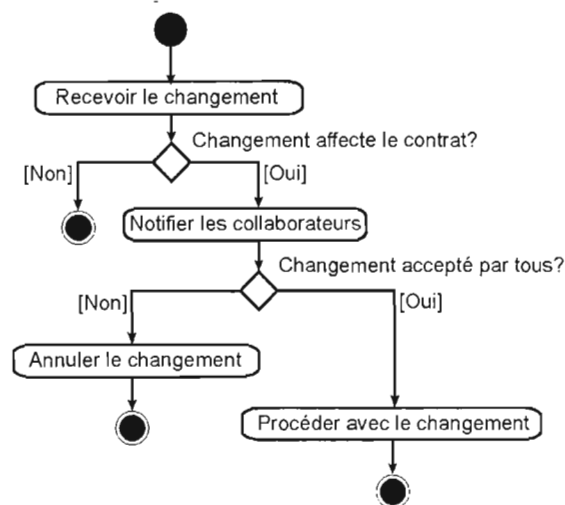 Recevoir le changement
Changement affecte le contrat?
[Non]
[Oui]
Notifier les collaborateurs
Changement accepté par tous?
[Non]
[Oui]
Annuler le changement
Procéder avec le changement